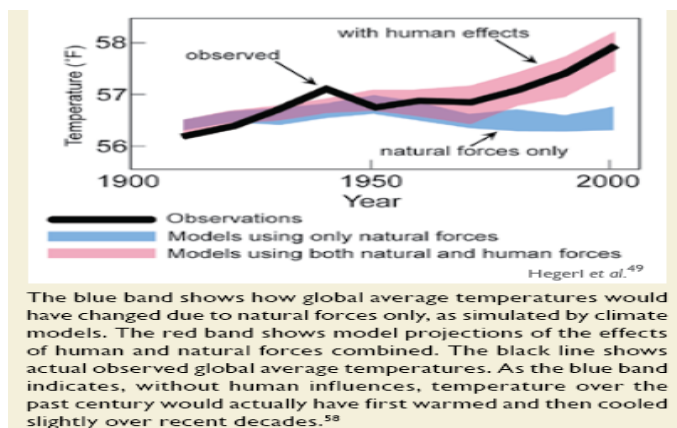 58
with human effects
observed
Temperature (°F)
57
56
natural forces only
1900
1950
2000
Year
Observations
Models using only natural forces
Models using both natural and human forces
Hegerl et al.49
The blue band shows how global average temperatures would
have changed due to natural forces only, as simulated by climate
models. The red band shows model projections of the effects
of human and natural forces combined. The black line shows
actual observed global average temperatures. As the blue band
indicates, without human influences, temperature over the
past century would actually have first warmed and then cooled
slightly over recent decades.58